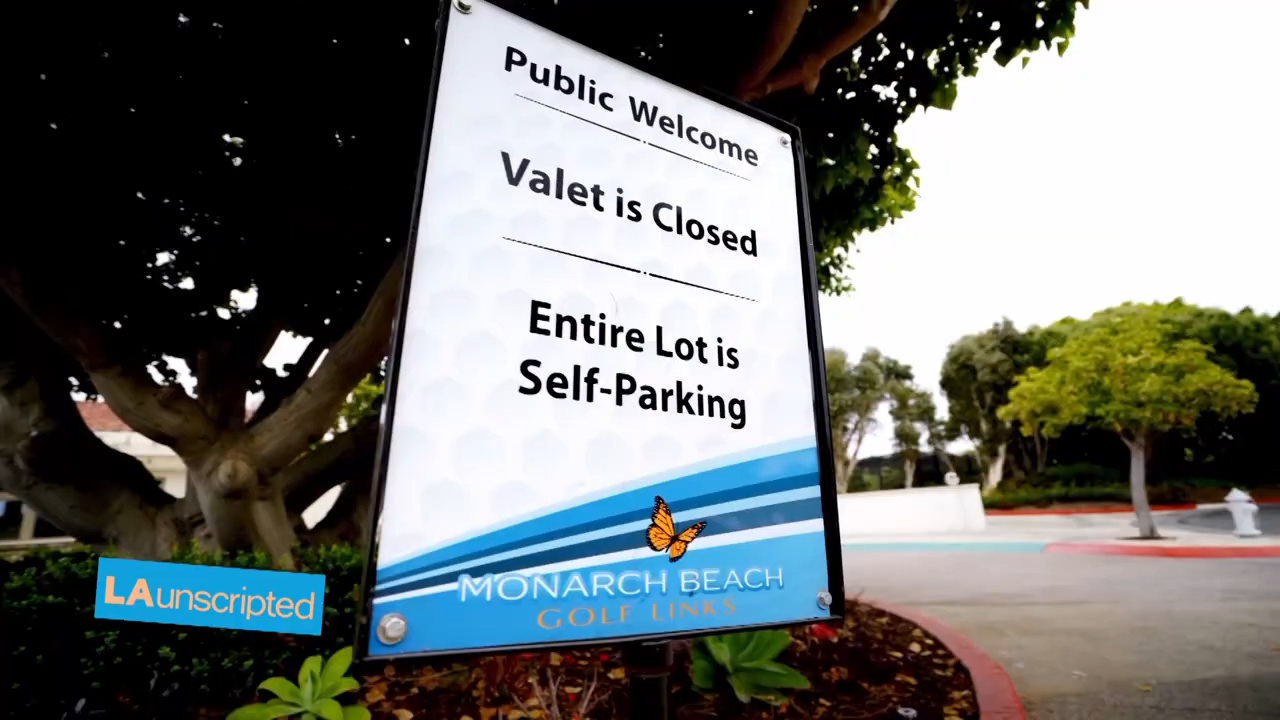 Public Welcome
Valet is Closed
Entire Lot is
Self-Parking
MONARCH BEACH
GOLF LINKS
LAunscripted